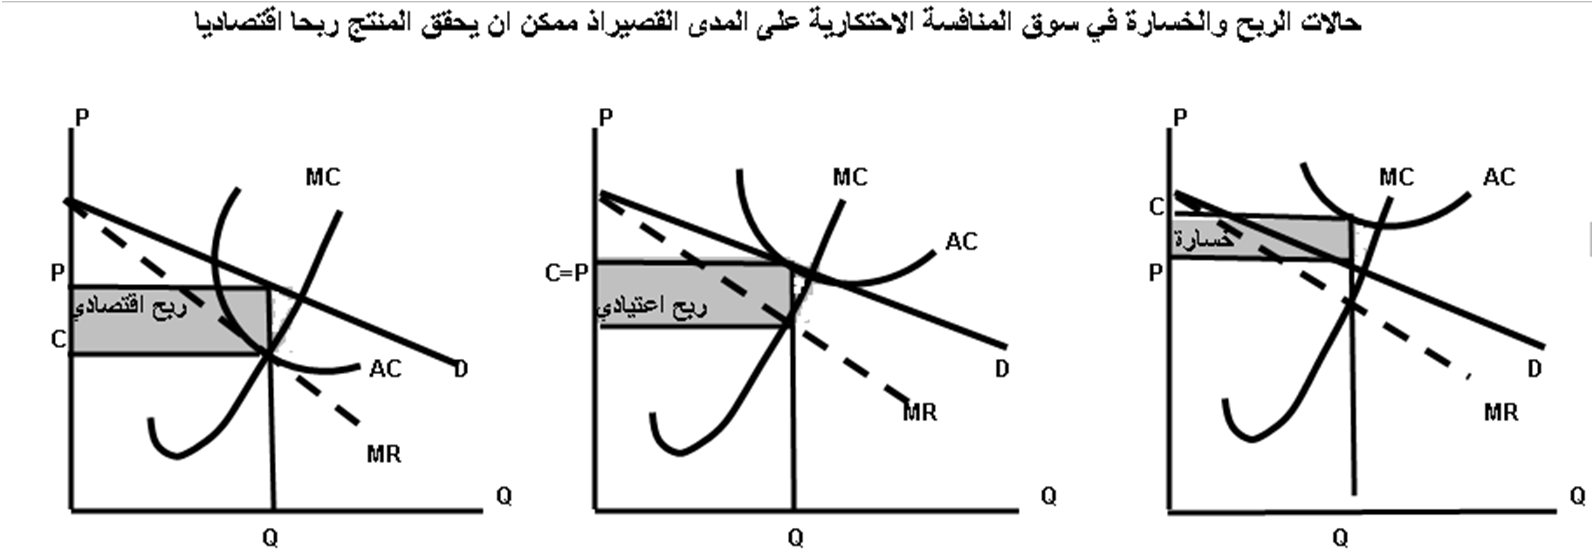 حالات الربح والخسارة في سوق المنافسة الاحتكارية على المدى القصيراذ ممكن ان يحقق المنتج ربحا اقتصاديا
P
MC
P
ربح اقتصادي
C
AC
D
MR
Q
Q
P
MC
AC
C=P
ربح اعتيادي
D
MR
Q
Q
P
MC
AC
C
خسارة
P
D
MR
Q
Q